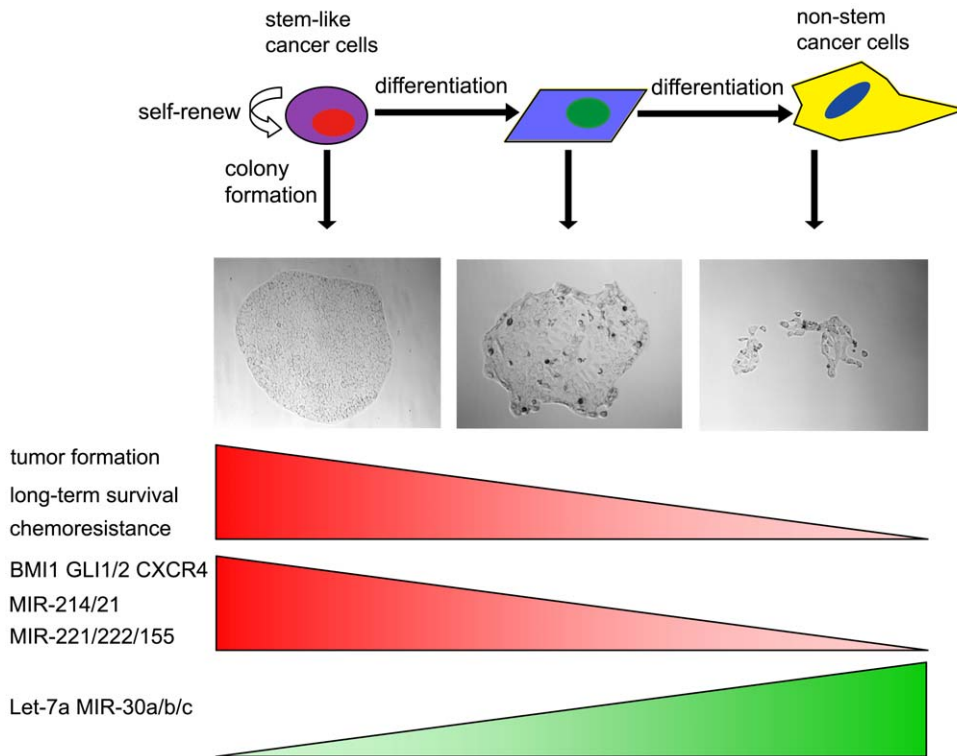 stem-like
cancer cells
non-stem
cancer cells
differentiation
differentiation
self-renew
colony
formation
tumor formation
long-term survival
chemoresistance
BMI1 GLI1/2 CXCR4
MIR-214/21
MIR-221/222/155
Let-7a MIR-30a/b/c